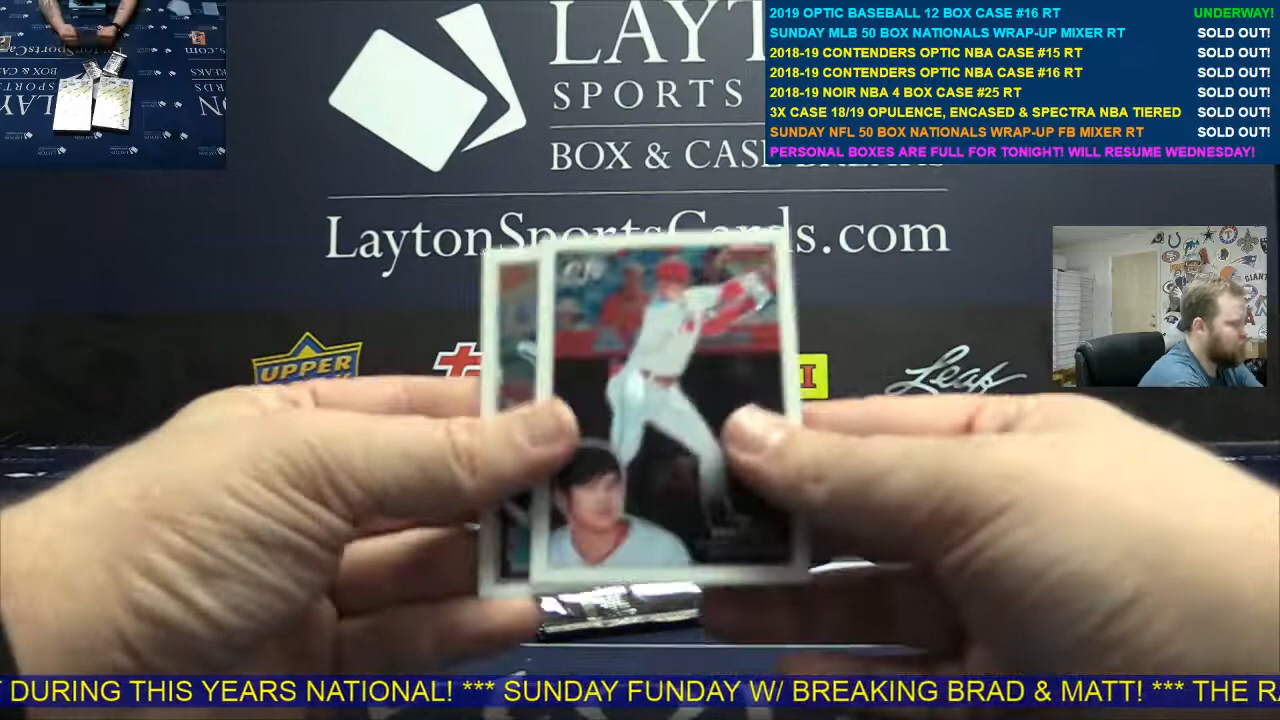 2019 OPTIC BASEBALL 12 BOX CASE #16 RT UNDERWAY!
SUNDAY MLB 50 BOX NATIONALS WRAP-UP MIXER RT SOLD OUT!
2018-19 CONTENDERS OPTIC NBA CASE #15 RT SOLD OUT!
2018-19 CONTENDERS OPTIC NBA CASE #16 RT SOLD OUT!
2018-19 NOIR NBA 4 BOX CASE #25 RT SOLD OUT!
3X CASE 18/19 OPULENCE, ENCASED & SPECTRA NBA TIERED SOLD OUT!
SUNDAY NFL 50 BOX NATIONALS WRAP-UP FB MIXER RT SOLD OUT!
PERSONAL BOXES ARE FULL FOR TONIGHT! WILL RESUME WEDNESDAY!
LAYT
SPORTS
BOX & CASE BREAKS
LaytonSportsCards.com
UPPER
Leaf
DURING THIS YEARS NATIONAL! *** SUNDAY FUNDAY W/ BREAKING BRAD & MATT! *** THE